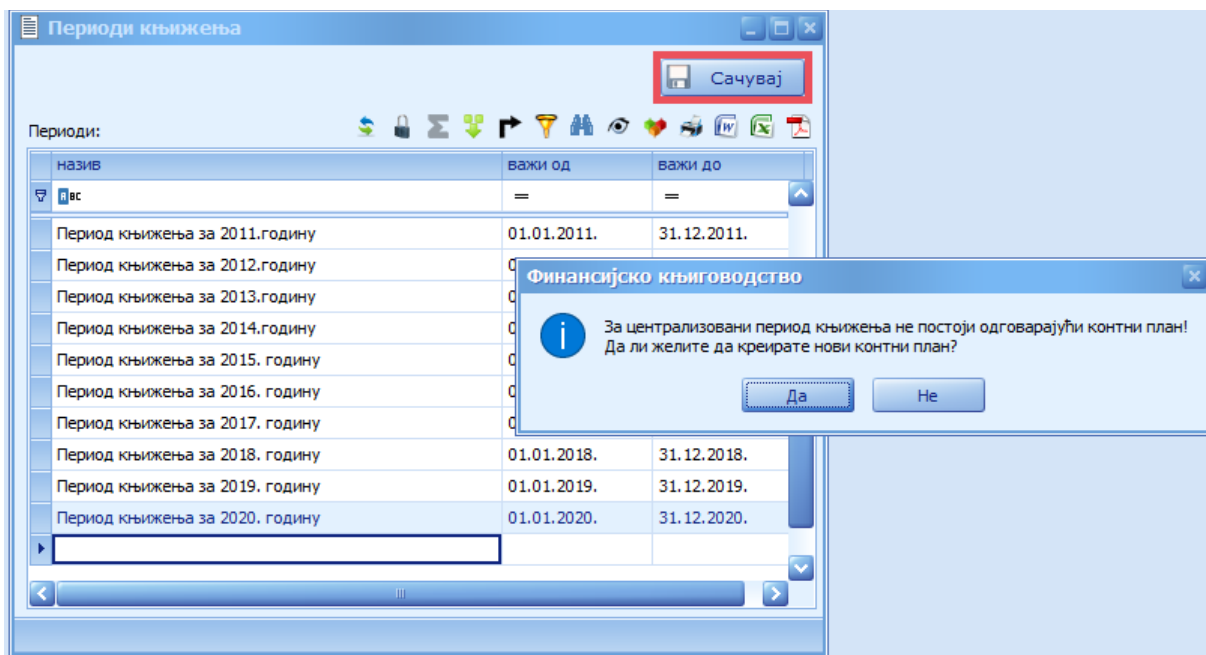 Периоди књижења
Сачувај
Периоди:
назив важи од важи до
ABC = =
Период књижења за 2011.годину 01.01.2011. 31.12.2011.
Период књижења за 2012.годину
Период књижења за 2013.годину
Период књижења за 2014.годину
Период књижења за 2015. годину
Период књижења за 2016. годину
Период књижења за 2017. годину
Период књижења за 2018. годину 01.01.2018. 31.12.2018.
Период књижења за 2019. годину 01.01.2019. 31.12.2019.
Период књижења за 2020. годину 01.01.2020. 31.12.2020.
Финансијско књиговодство
За централизовани период књижења не постоји одговарајући контни план!
Да ли желите да креирате нови контни план?
Да Не